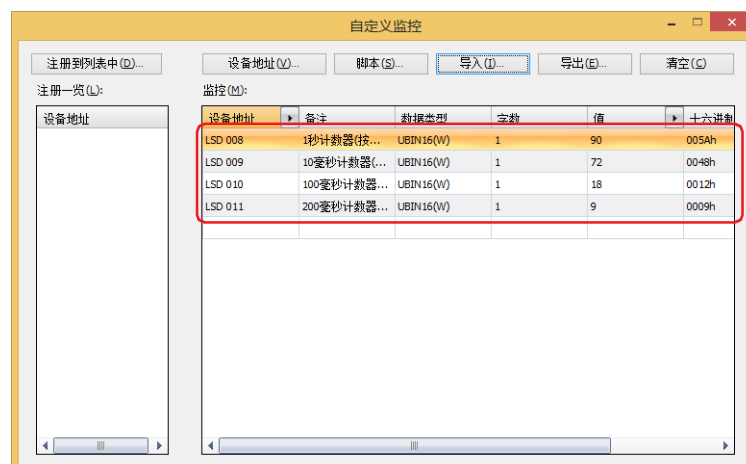 自定义监控
注册到列表中(D)... 设备地址(V)... 脚本(S)... 导入(I)... 导出(E)... 清空(C)
注册一览(L): 监控(M):
设备地址 设备地址 备注 数据类型 字数 值 十六进制
LSD 008 1秒计数器(按... UBIN16(W) 1 90 005Ah
LSD 009 10毫秒计数器(... UBIN16(W) 1 72 0048h
LSD 010 100毫秒计数器... UBIN16(W) 1 18 0012h
LSD 011 200毫秒计数器... UBIN16(W) 1 9 0009h